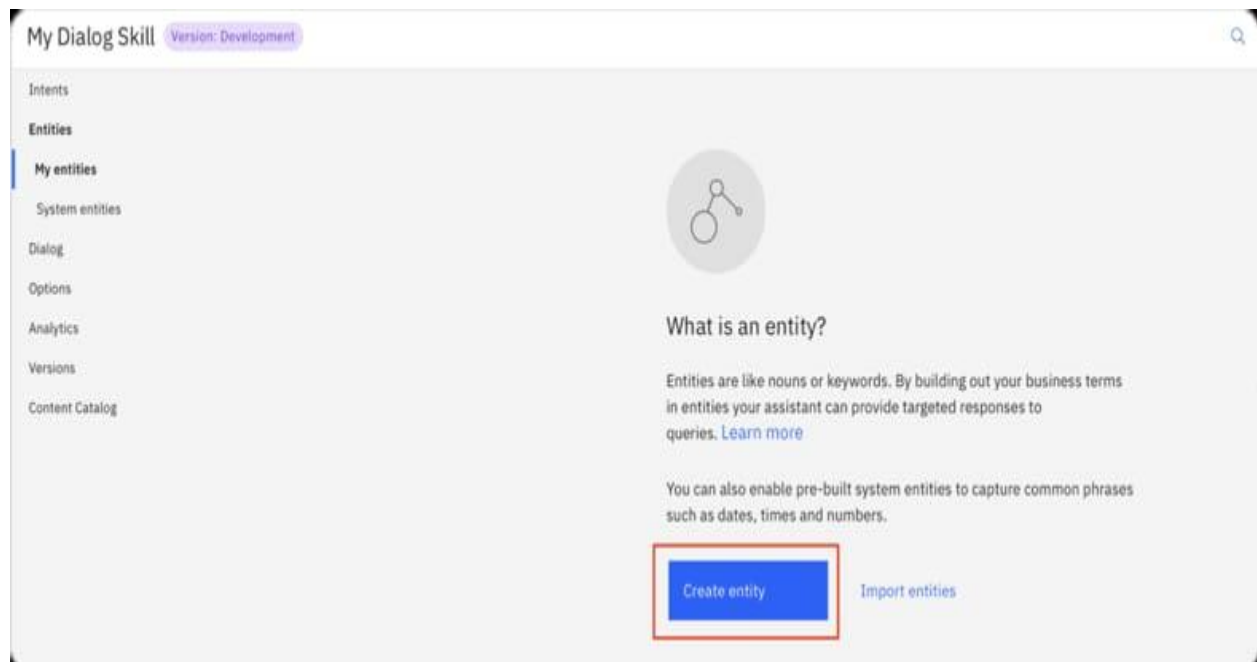 My Dialog Skill Version: Development
Intents
Entities
My entities
System entities
Dialog
Options
Analytics
Versions
Content Catalog
What is an entity?
Entities are like nouns or keywords. By building out your business terms
in entities your assistant can provide targeted responses to
queries. Learn more
You can also enable pre-built system entities to capture common phrases
such as dates, times and numbers.
Create entity Import entities